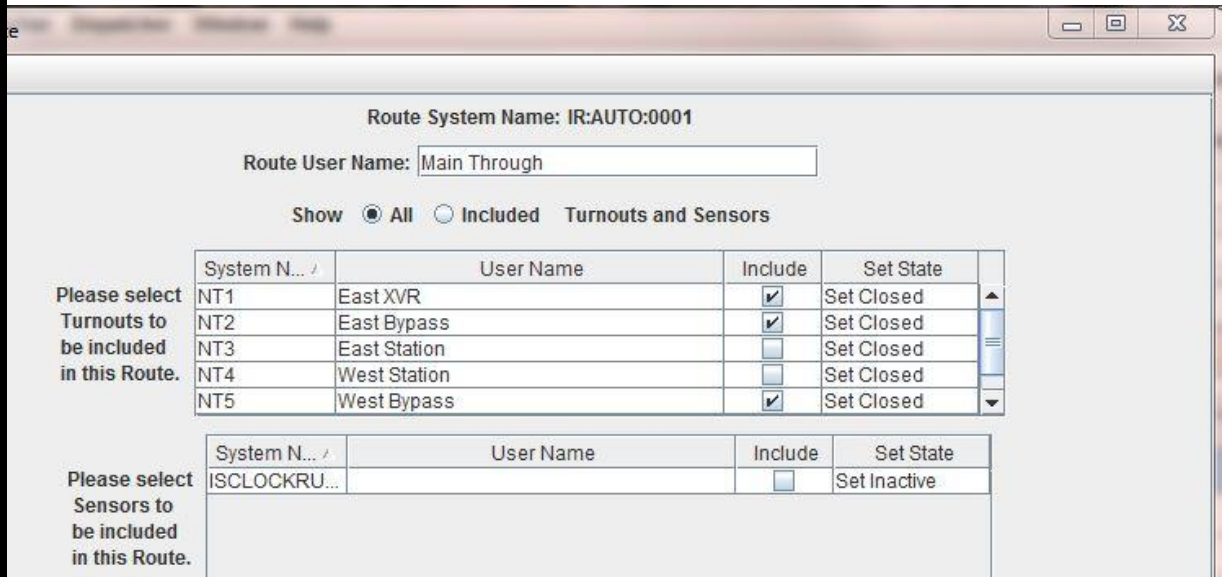 te
Route System Name: IR:AUTO:0001
Route User Name: Main Through
Show All Included Turnouts and Sensors
Please select
Turnouts to
be included
in this Route.
System N... User Name Include Set State
NT1 East XVR Set Closed
NT2 East Bypass Set Closed
NT3 East Station Set Closed
NT4 West Station Set Closed
NT5 West Bypass Set Closed
Please select
Sensors to
be included
in this Route.
System N... User Name Include Set State
ISCLOCKRU... Set Inactive